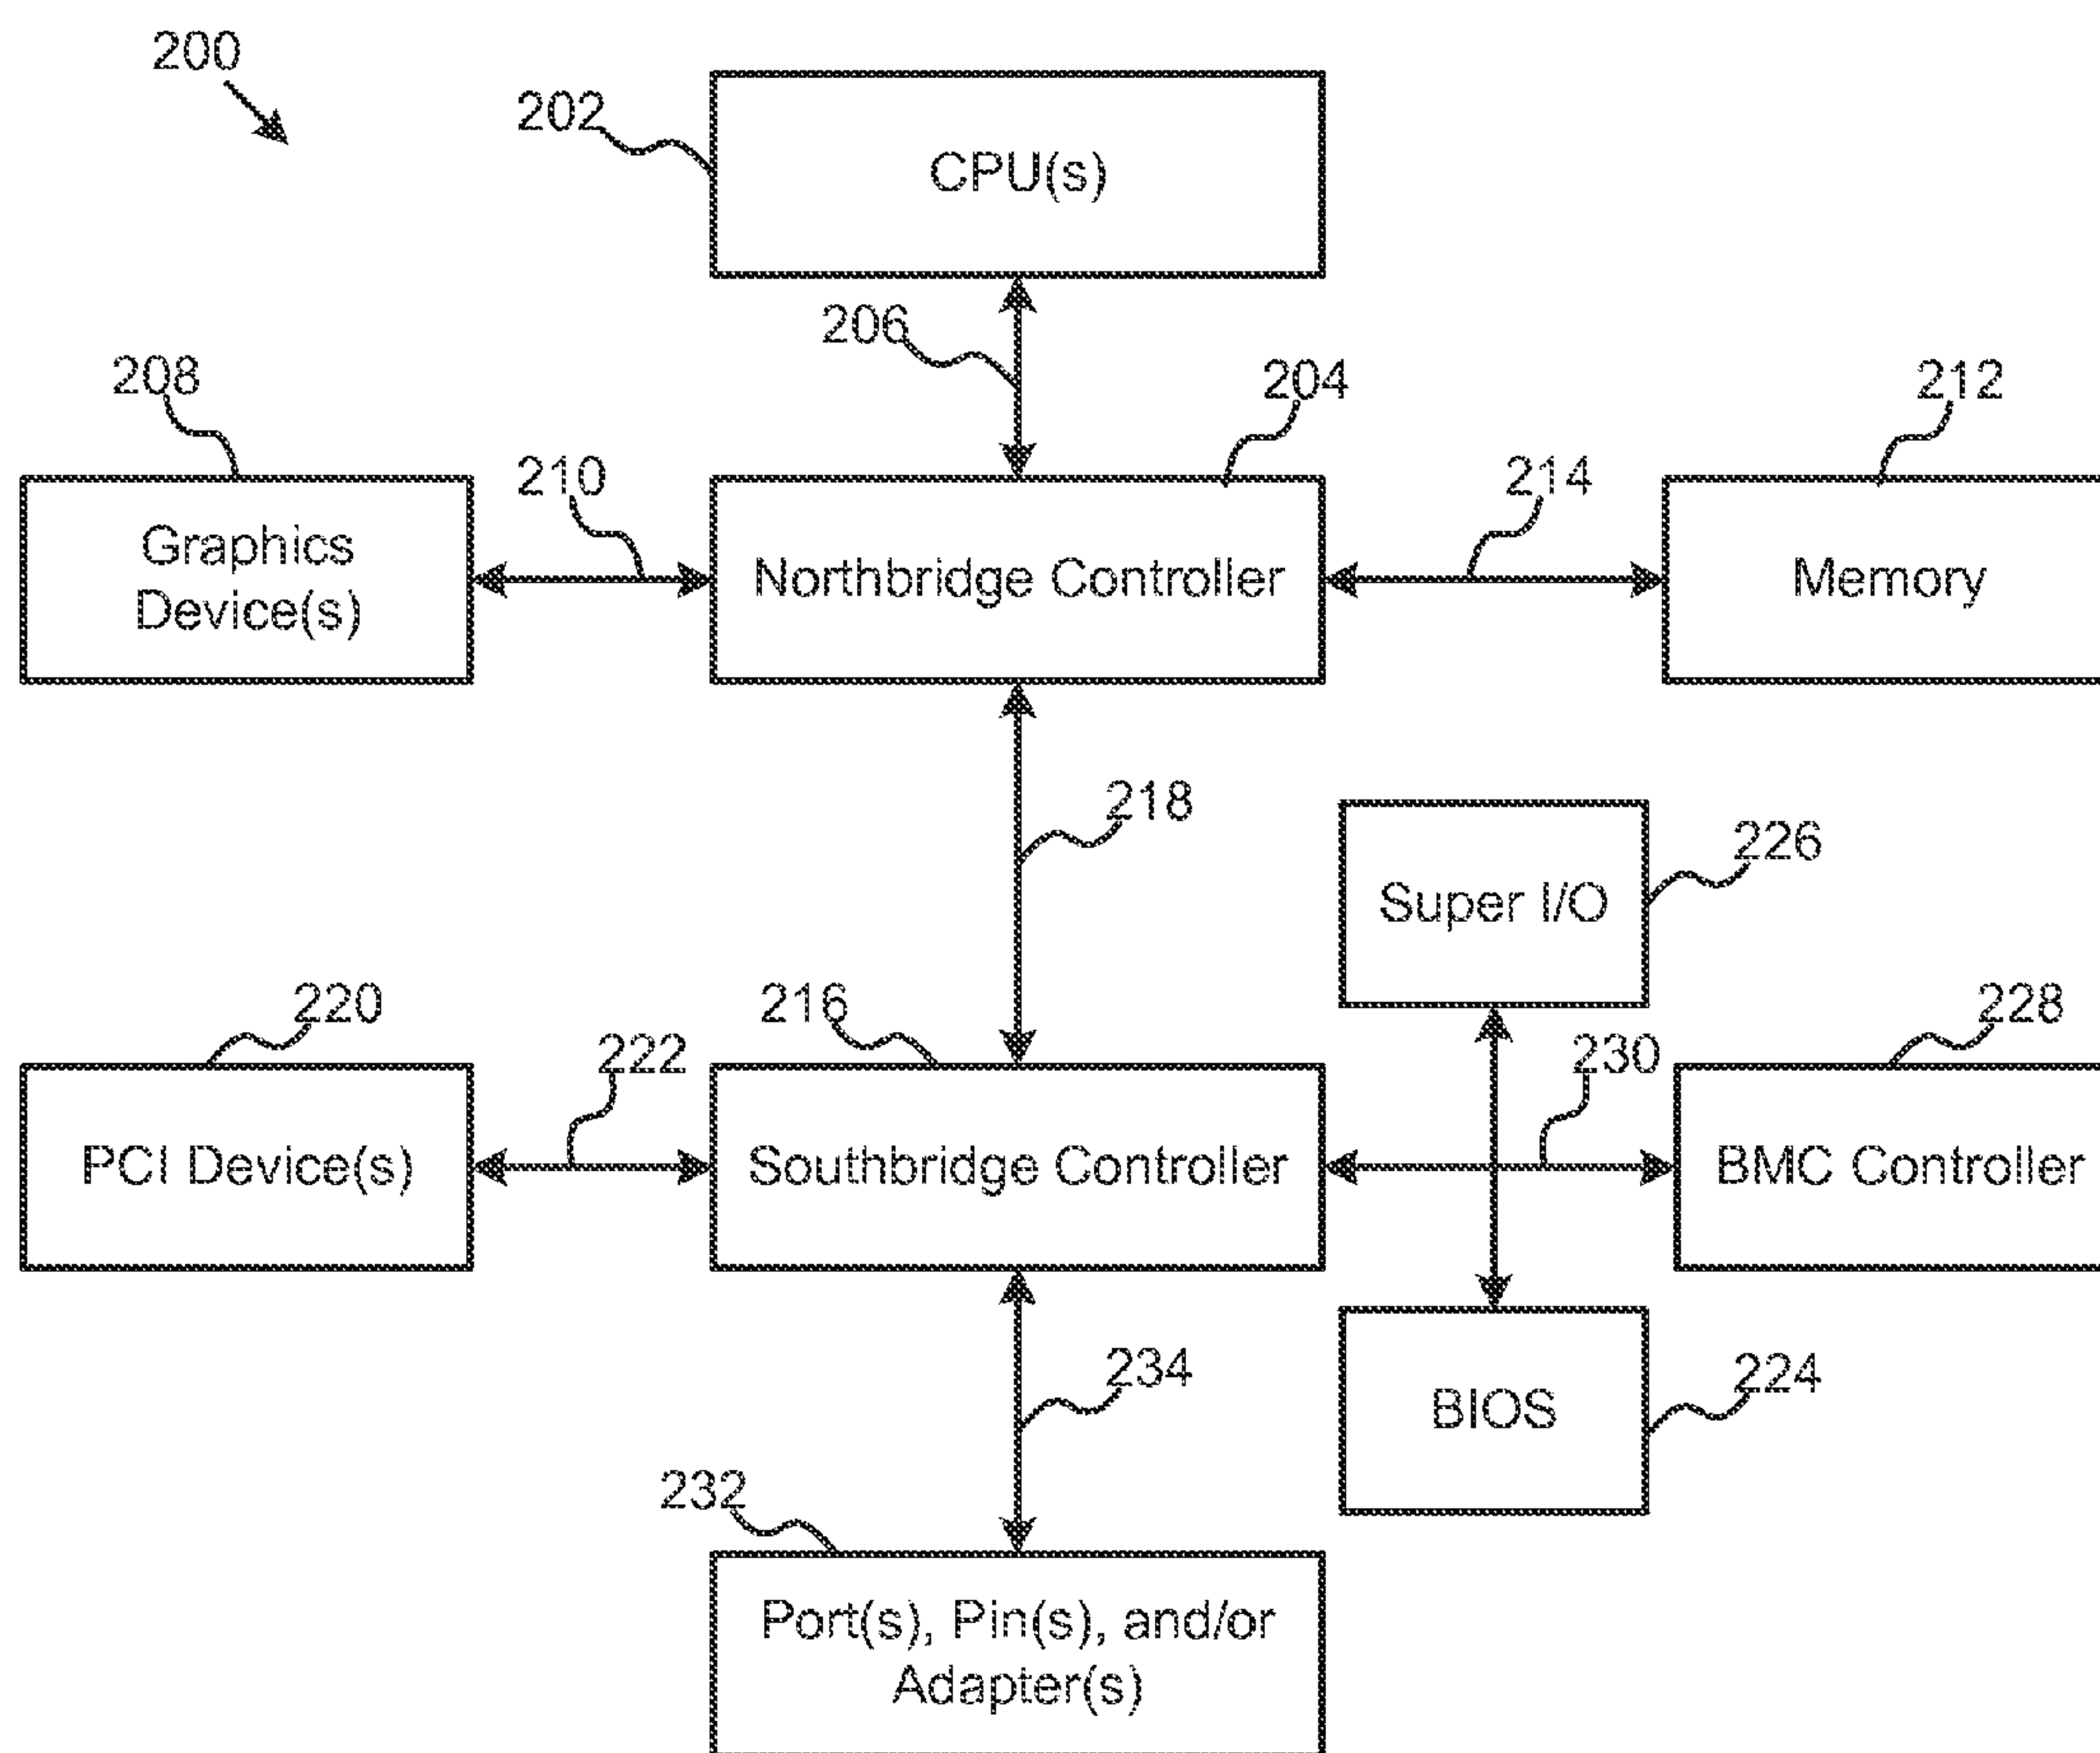 200
202
CPU(s)
206
208
204
212
210
214
Graphics
Device(s)
Northbridge Controller
Memory
218
226
Super I/O
220
216
228
222
230
PCI Device(s)
Southbridge Controller
BMC Controller
234
224
BIOS
232
Port(s), Pin(s), and/or
Adapter(s)